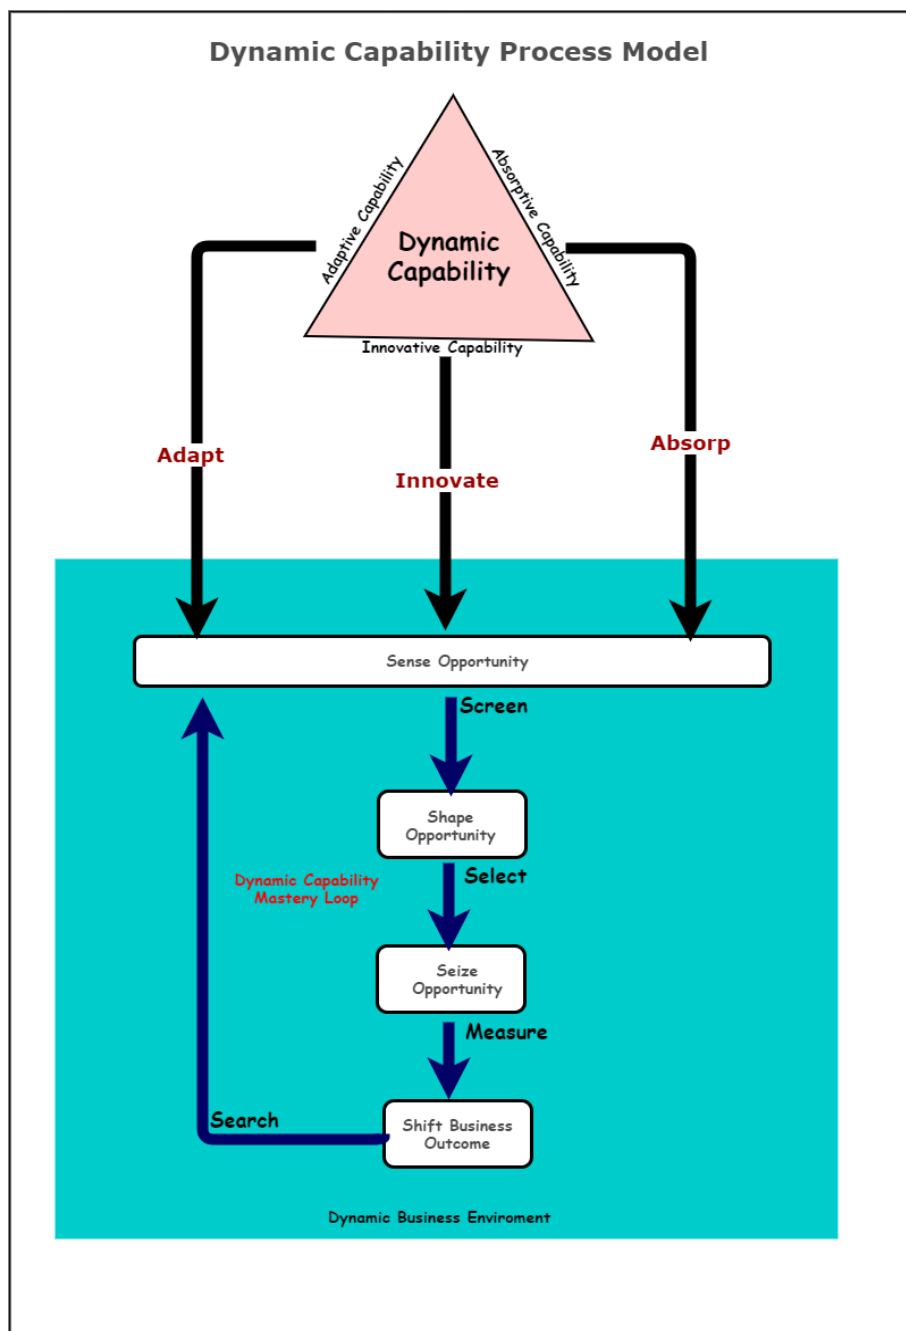 Dynamic Capability Process Model
Adaptive Capability
Absorptive Capability
Dynamic
Capability
Innovative Capability
Adapt
Innovate
Absorp
Sense Opportunity
Screen
Shape
Opportunity
Select
Dynamic Capability
Mastery Loop
Seize
Opportunity
Measure
Search
Shift Business
Outcome
Dynamic Business Enviroment